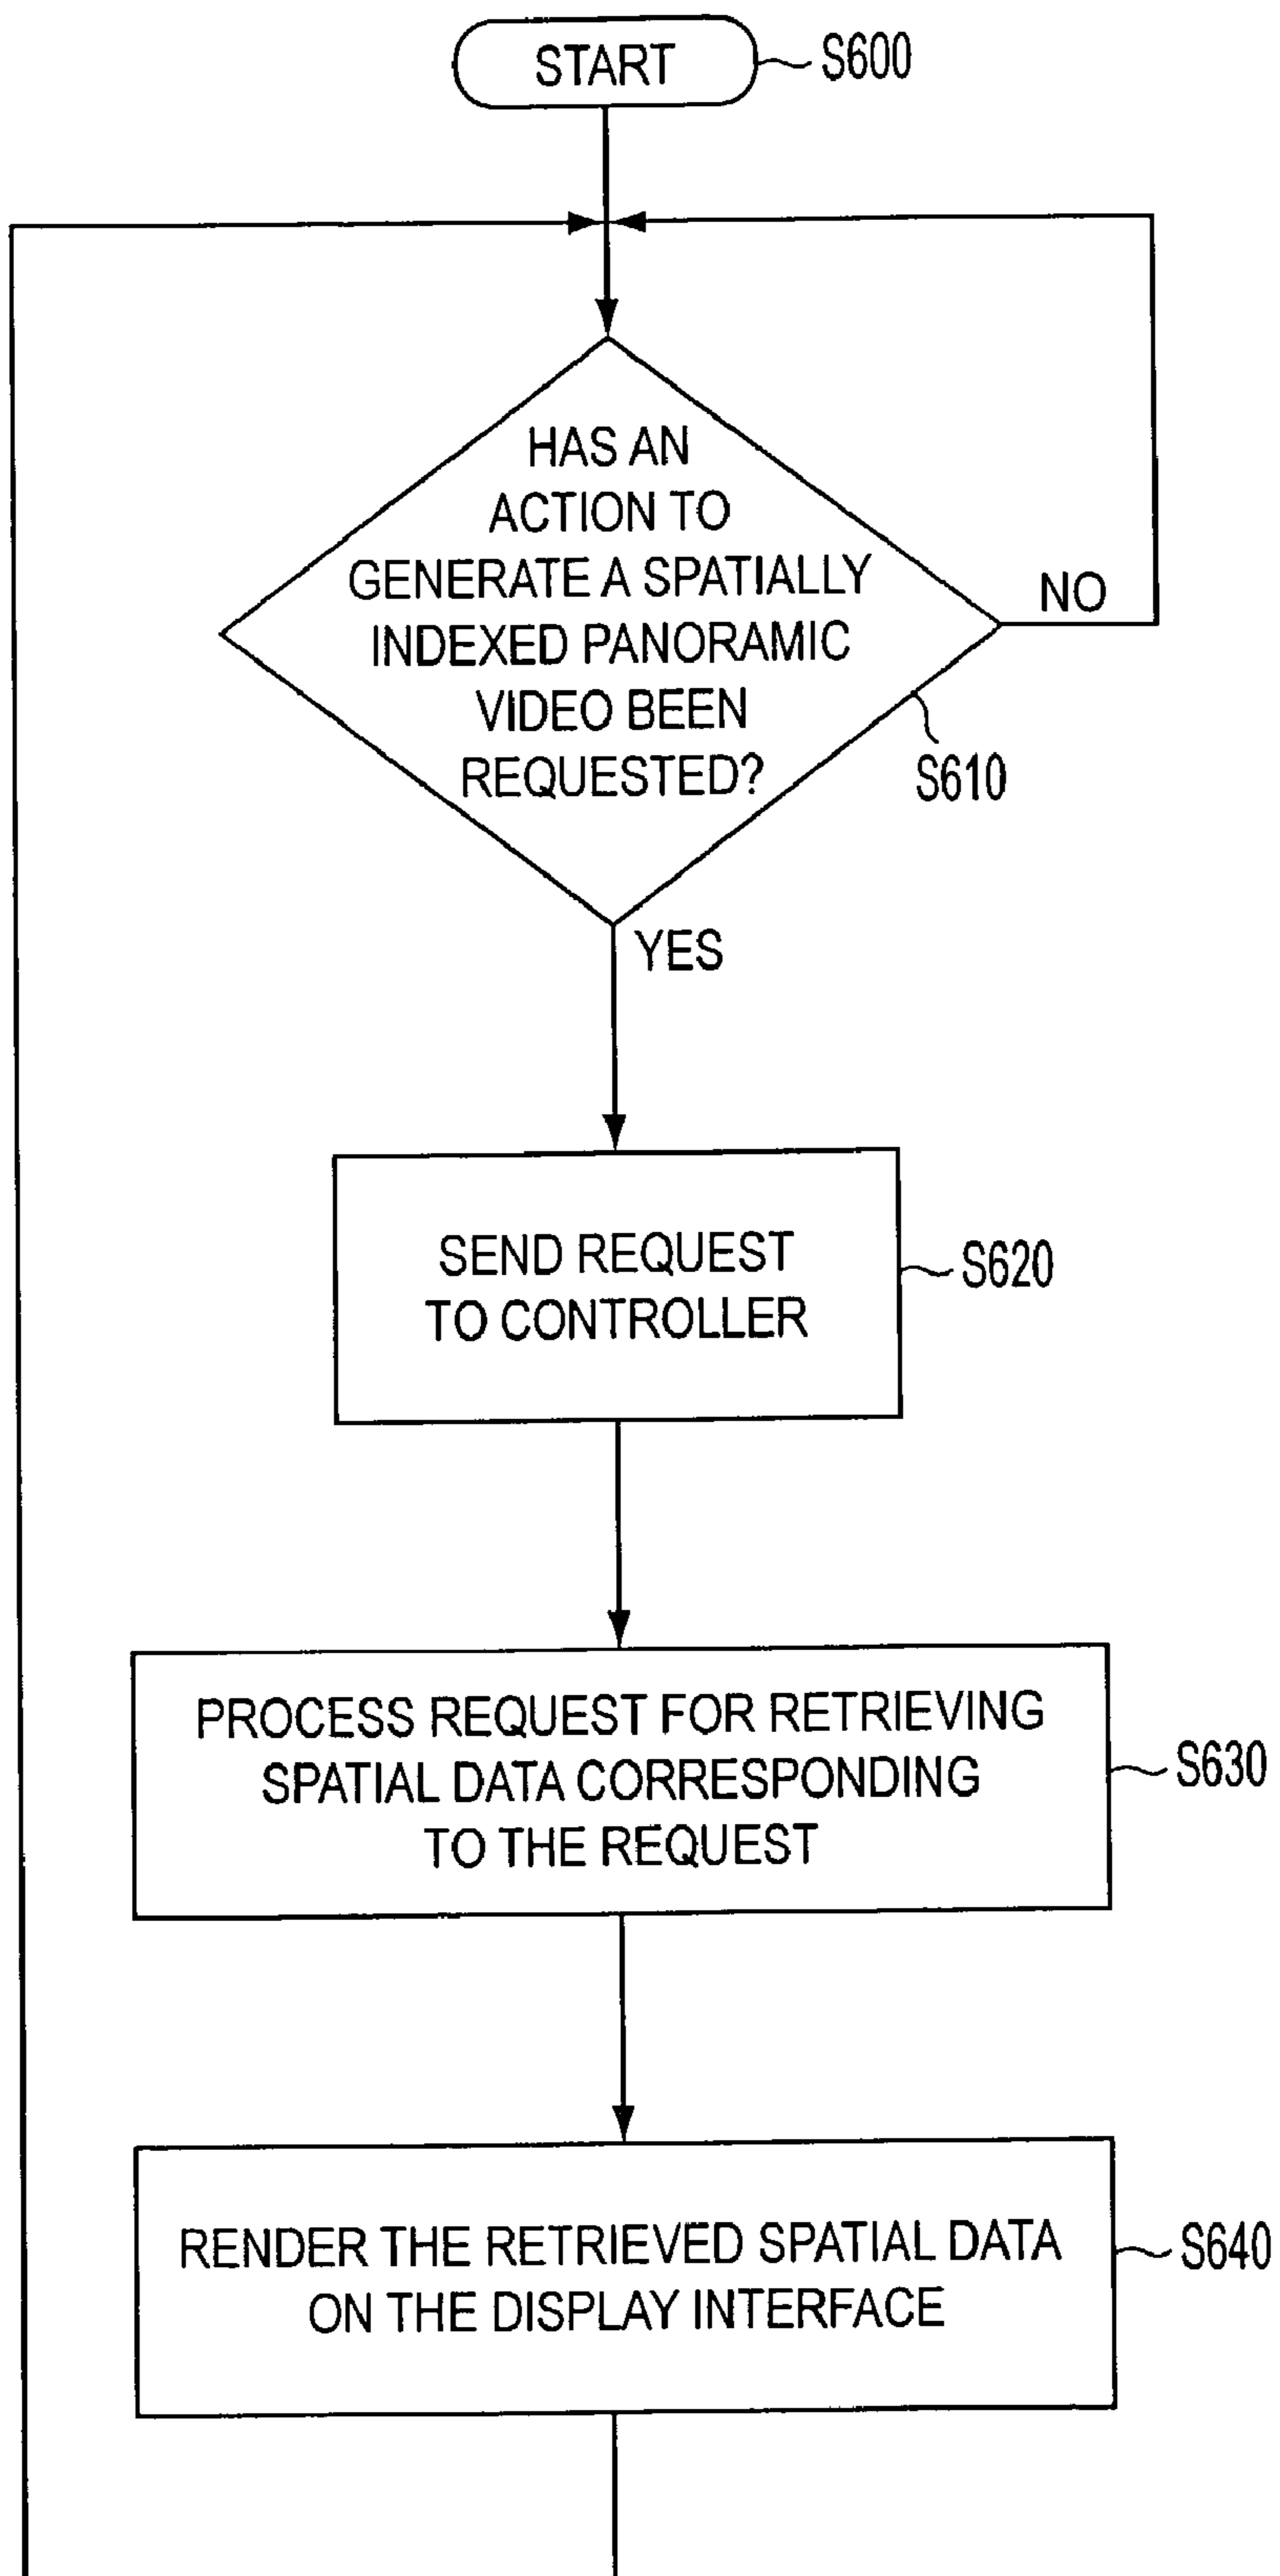 START
S600
HAS AN
ACTION TO
GENERATE A SPATIALLY
INDEXED PANORAMIC
VIDEO BEEN
REQUESTED?
NO
S610
YES
SEND REQUEST
TO CONTROLLER
S620
PROCESS REQUEST FOR RETRIEVING
SPATIAL DATA CORRESPONDING
TO THE REQUEST
S630
RENDER THE RETRIEVED SPATIAL DATA
ON THE DISPLAY INTERFACE
S640